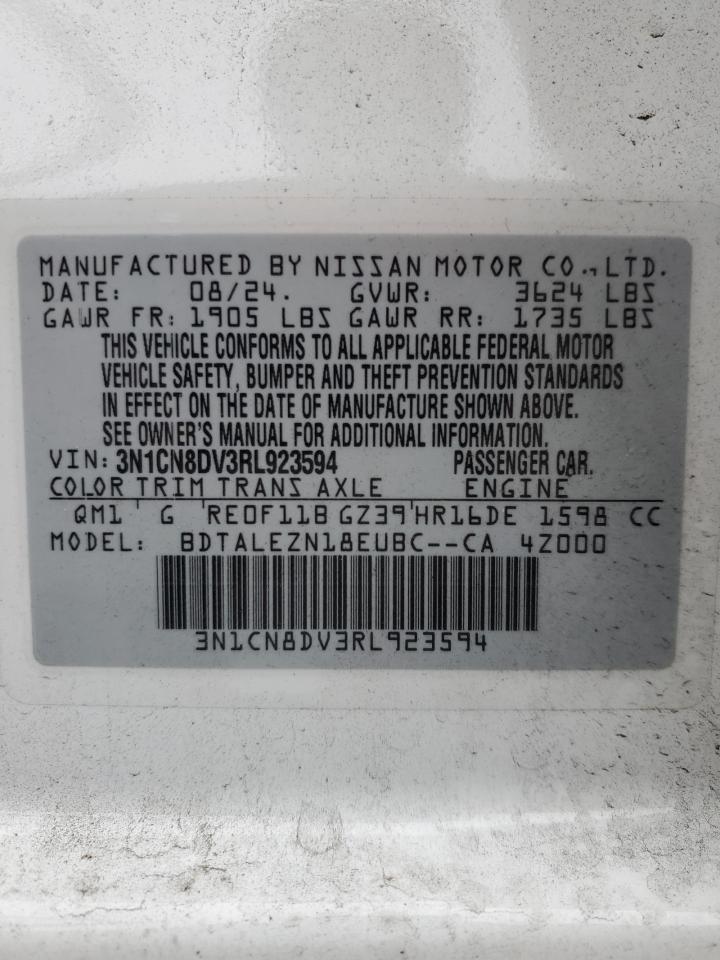 MANUFACTURED BY NISSAN MOTOR CO.,LTD.
DATE: 08/24. GVWR: 3624 LBS
GAWR FR: 1905 LBS GAWR RR: 1735 LBS
THIS VEHICLE CONFORMS TO ALL APPLICABLE FEDERAL MOTOR
VEHICLE SAFETY, BUMPER AND THEFT PREVENTION STANDARDS
IN EFFECT ON THE DATE OF MANUFACTURE SHOWN ABOVE.
SEE OWNER'S MANUAL FOR ADDITIONAL INFORMATION.
VIN: 3N1CN8DV3RL923594 PASSENGER CAR.
COLOR TRIM TRANS AXLE ENGINE
QM1 G RE0F11B GZ39 HR16DE 1598 CC
MODEL: BDTALEZN18EUBC--CA 4Z000
3N1CN8DV3RL923594